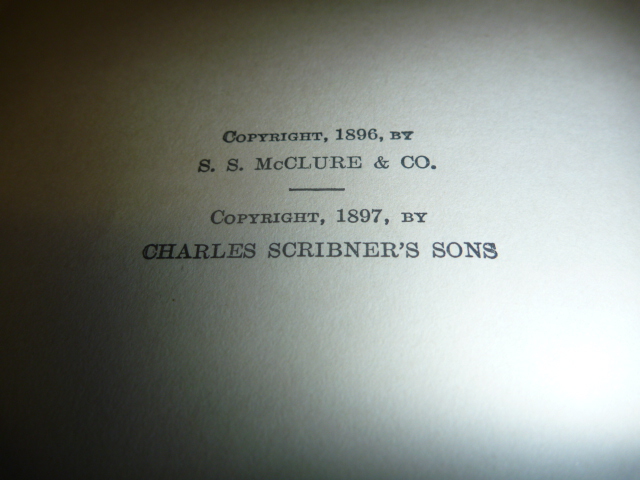 Copyright, 1896, by
S. S. McCLURE & CO.
Copyright, 1897, by
CHARLES SCRIBNER'S SONS